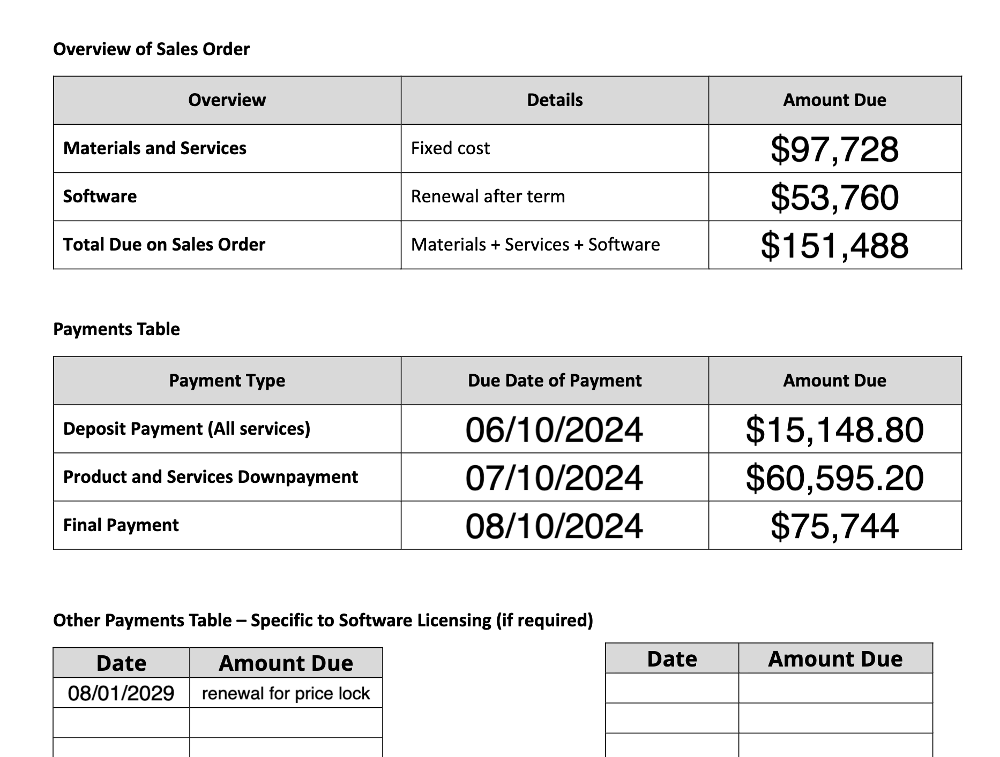 Overview of Sales Order
Overview Details Amount Due
Materials and Services Fixed cost $97,728
Software Renewal after term $53,760
Total Due on Sales Order Materials + Services + Software $151,488
Payments Table
Payment Type Due Date of Payment Amount Due
Deposit Payment (All services) 06/10/2024 $15,148.80
Product and Services Downpayment 07/10/2024 $60,595.20
Final Payment 08/10/2024 $75,744
Other Payments Table – Specific to Software Licensing (if required)
Date Amount Due Date Amount Due
08/01/2029 renewal for price lock